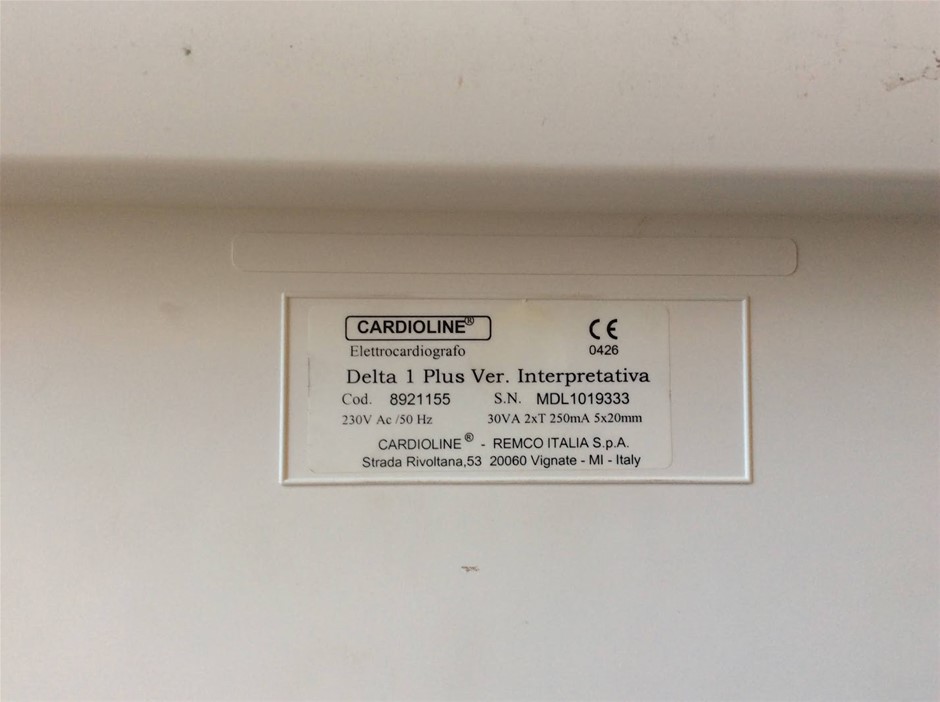 CARDIOLINE® CE
Elettrocardiografo 0426
Delta 1 Plus Ver. Interpretativa
Cod. 8921155 S.N. MDL1019333
230V Ac /50 Hz 30VA 2xT 250mA 5x20mm
CARDIOLINE® - REMCO ITALIA S.p.A.
Strada Rivoltana,53 20060 Vignate - MI - Italy